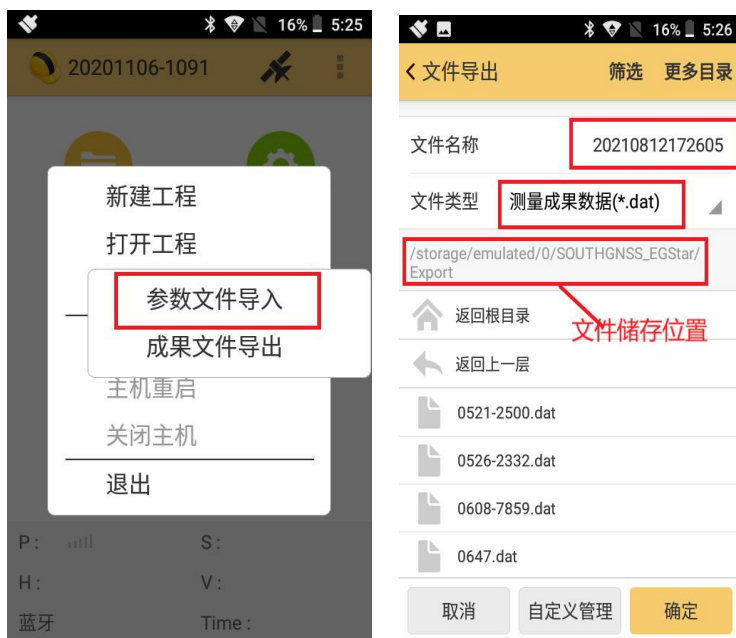 16% 5:25
20201106-1091
新建工程
打开工程
参数文件导入
成果文件导出
主机重启
关闭主机
退出
P: S:
H: V:
蓝牙 Time:
16% 5:26
文件导出 筛选 更多目录
文件名称 20210812172605
文件类型 测量成果数据(*.dat)
/storage/emulated/0/SOUTHGNSS_EGStar/
Export
返回根目录
文件储存位置
返回上一层
0521-2500.dat
0526-2332.dat
0608-7859.dat
0647.dat
取消 自定义管理 确定